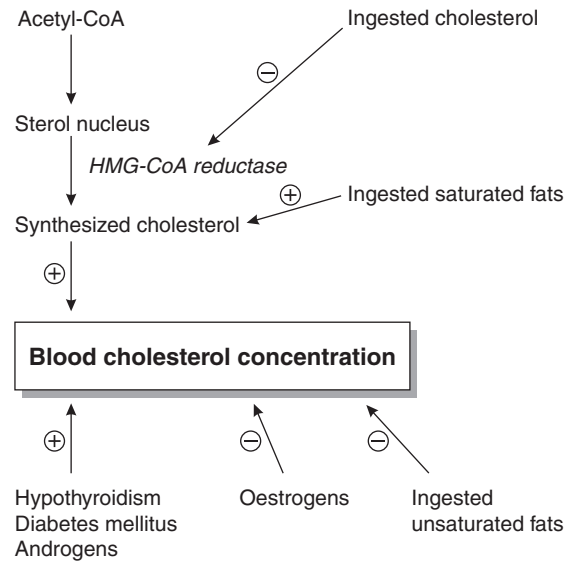 Acetyl-CoA
Ingested cholesterol
−
Sterol nucleus
HMG-CoA reductase
+
Ingested saturated fats
Synthesized cholesterol
+
Blood cholesterol concentration
+
−
−
Hypothyroidism
Diabetes mellitus
Androgens
Oestrogens
Ingested
unsaturated fats